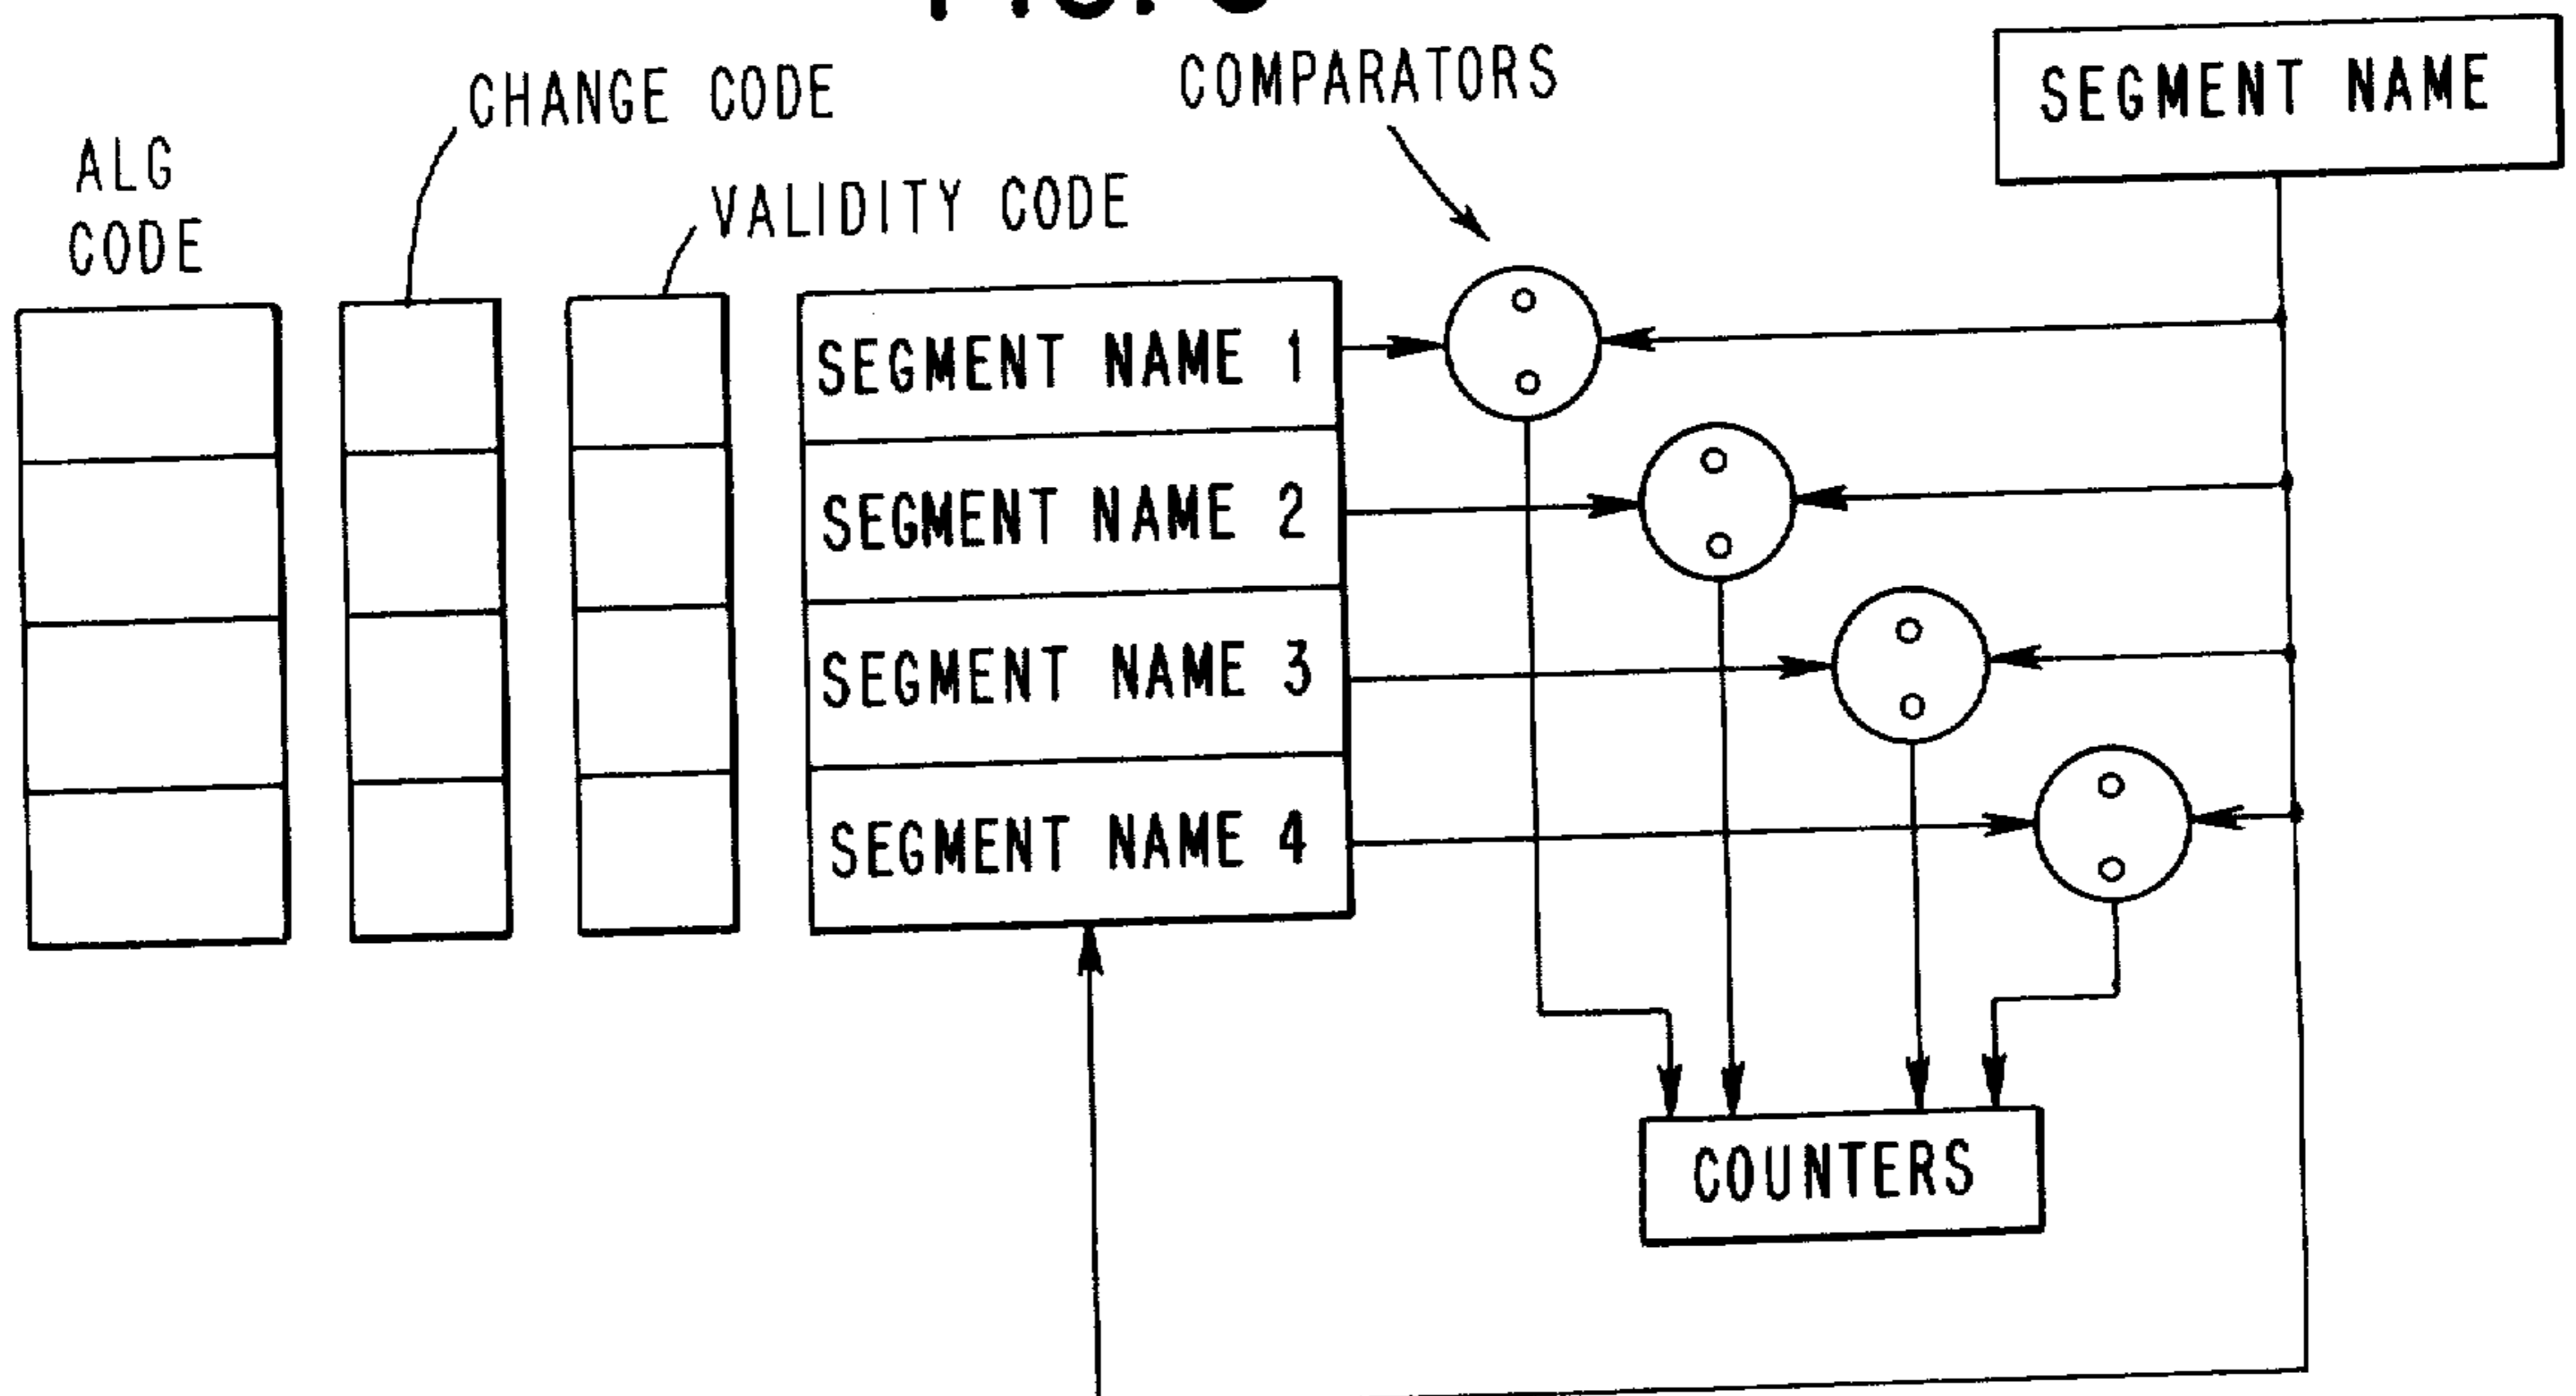 COMPARATORS
SEGMENT NAME
CHANGE CODE
ALG
CODE
VALIDITY CODE
SEGMENT NAME 1
SEGMENT NAME 2
SEGMENT NAME 3
SEGMENT NAME 4
COUNTERS